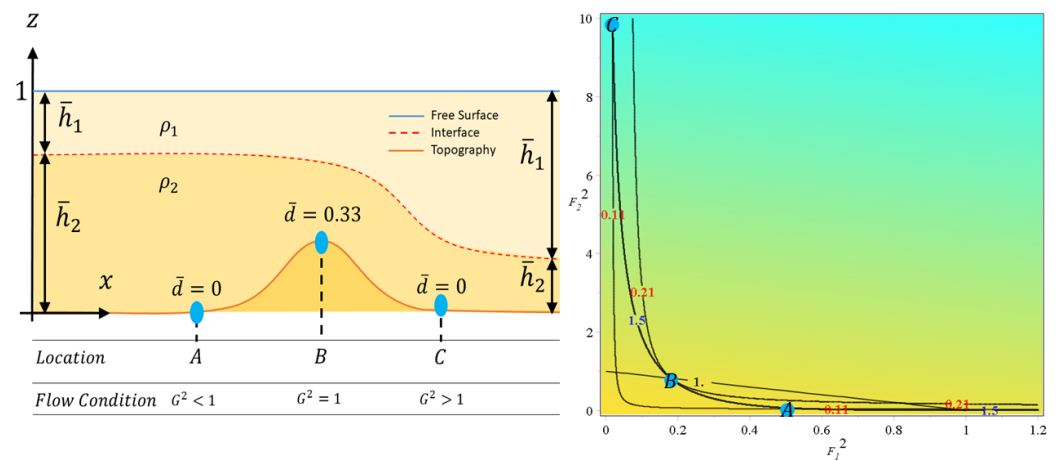 z
1
h̄₁
ρ₁
ρ₂
h̄₂
Free Surface
Interface
Topography
h̄₁
h̄₂
x
d̄ = 0
d̄ = 0.33
d̄ = 0
Location A B C
Flow Condition G² < 1 G² = 1 G² > 1
10
8
6
4
2
0
F₂²
C
0.11
0.21
1.5
B
1.
A
0.11
0.21
1.5
0 0.2 0.4 0.6 0.8 1 1.2
F₁²